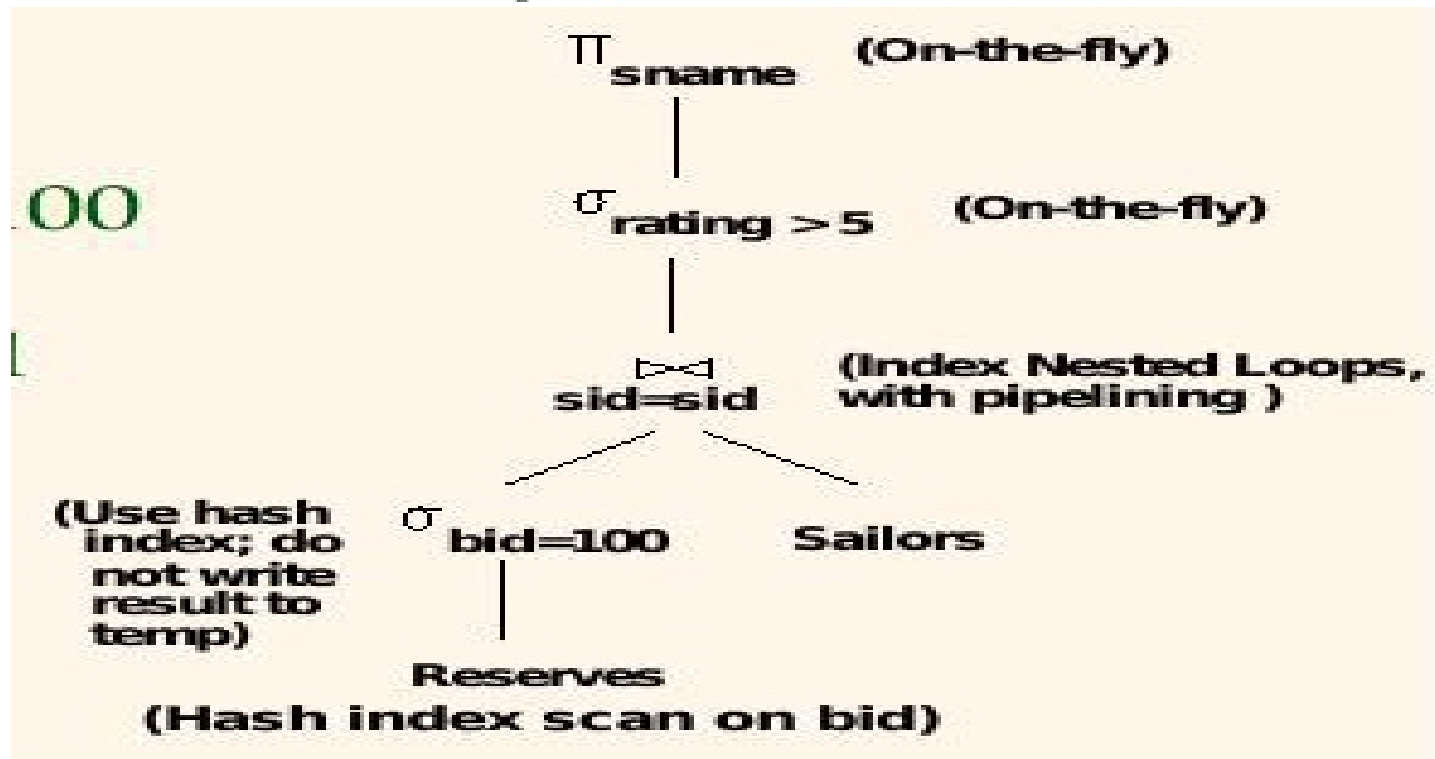 π sname (On-the-fly)
OO
σ rating > 5 (On-the-fly)
⋈
sid=sid
(Index Nested Loops,
with pipelining )
(Use hash
index; do
not write
result to
temp)
σ bid=100
Sailors
Reserves
(Hash index scan on bid)